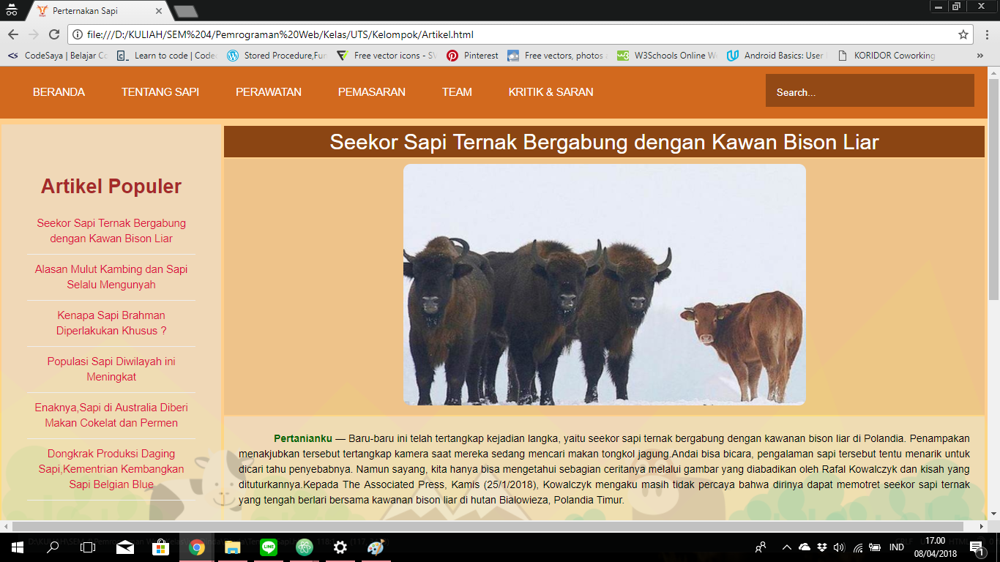 Perternakan Sapi
file:///D:/KULIAH/SEM%204/Pemrograman%20Web/Kelas/UTS/Kelompok/Artikel.html
CodeSaya | Belajar Co
Learn to code | Codec
Stored Procedure,Fun
Free vector icons - SV
Pinterest
Free vectors, photos a
W3Schools Online W
Android Basics: User I
KORIDOR Coworking
»
BERANDA
TENTANG SAPI
PERAWATAN
PEMASARAN
TEAM
KRITIK & SARAN
Search...
Artikel Populer
Seekor Sapi Ternak Bergabung
dengan Kawan Bison Liar
Alasan Mulut Kambing dan Sapi
Selalu Mengunyah
Kenapa Sapi Brahman
Diperlakukan Khusus ?
Populasi Sapi Diwilayah ini
Meningkat
Enaknya,Sapi di Australia Diberi
Makan Cokelat dan Permen
Dongkrak Produksi Daging
Sapi,Kementrian Kembangkan
Sapi Belgian Blue
Seekor Sapi Ternak Bergabung dengan Kawan Bison Liar
Pertanianku — Baru-baru ini telah tertangkap kejadian langka, yaitu seekor sapi ternak bergabung dengan kawanan bison liar di Polandia. Penampakan
menakjubkan tersebut tertangkap kamera saat mereka sedang mencari makan tongkol jagung.Andai bisa bicara, pengalaman sapi tersebut tentu menarik untuk
dicari tahu penyebabnya. Namun sayang, kita hanya bisa mengetahui sebagian ceritanya melalui gambar yang diabadikan oleh Rafal Kowalczyk dan kisah yang
dituturkannya.Kepada The Associated Press, Kamis (25/1/2018), Kowalczyk mengaku masih tidak percaya bahwa dirinya dapat memotret seekor sapi ternak
yang tengah berlari bersama kawanan bison liar di hutan Bialowieza, Polandia Timur.
LINE
IND
17.00
08/04/2018
1